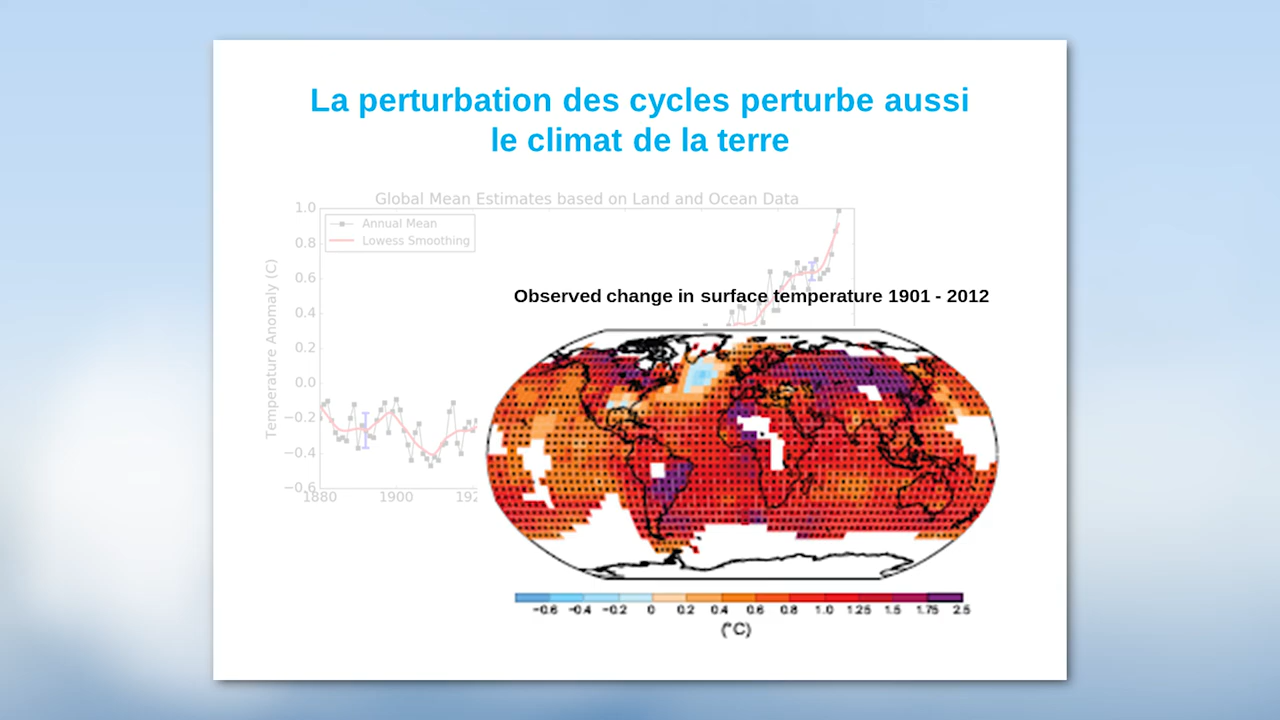 La perturbation des cycles perturbe aussi
le climat de la terre
Global Mean Estimates based on Land and Ocean Data
Annual Mean
Lowess Smoothing
Temperature Anomaly (C)
1.0
0.8
0.6
0.4
0.2
0.0
−0.2
−0.4
−0.6
1880 1900 192
Observed change in surface temperature 1901 - 2012
-0.6 -0.4 -0.2 0 0.2 0.4 0.6 0.8 1.0 1.25 1.5 1.75 2.5
(°C)